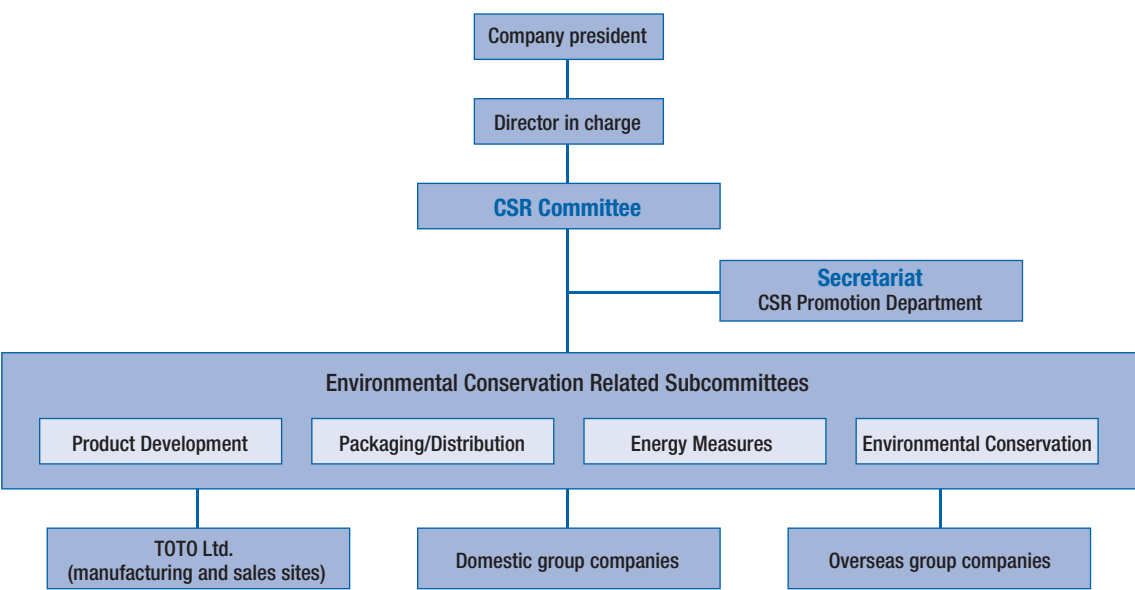 Company president
Director in charge
CSR Committee
Secretariat
CSR Promotion Department
Environmental Conservation Related Subcommittees
Product Development
Packaging/Distribution
Energy Measures
Environmental Conservation
TOTO Ltd.
(manufacturing and sales sites)
Domestic group companies
Overseas group companies